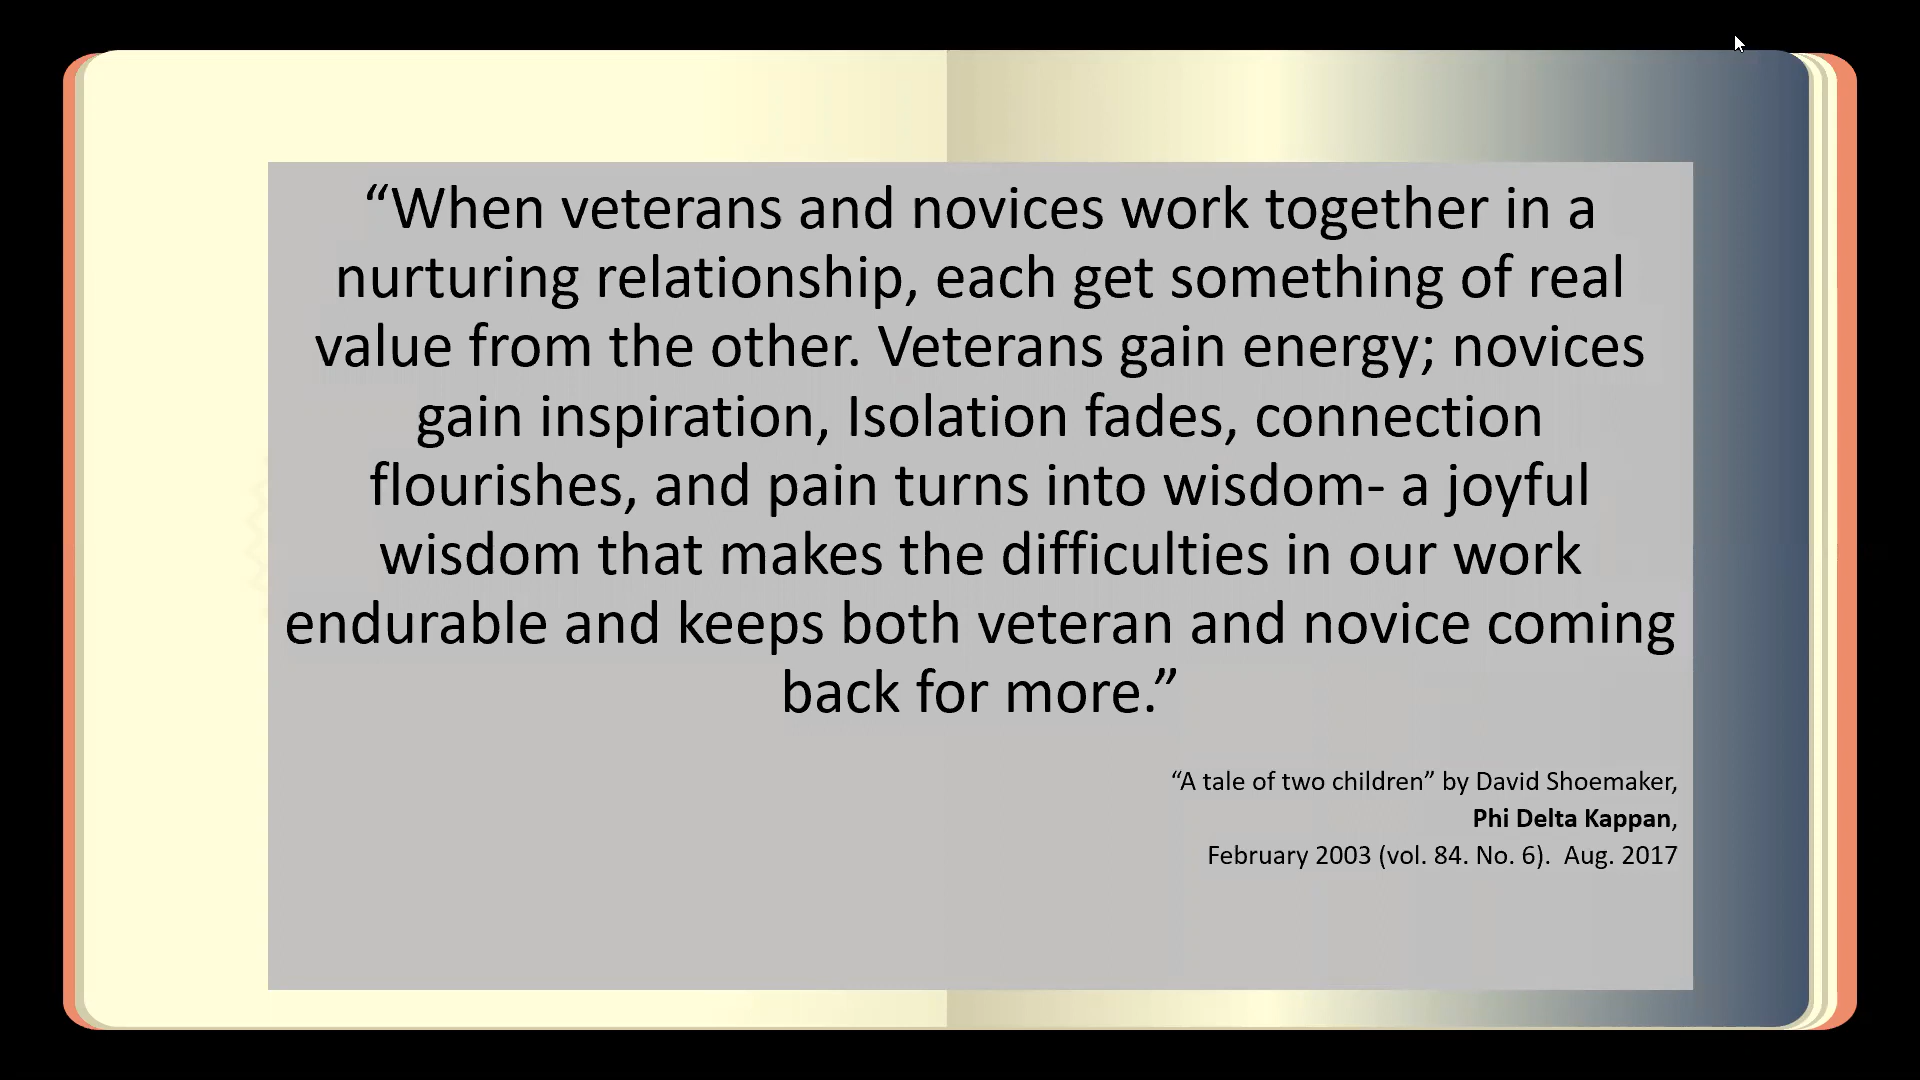 “When veterans and novices work together in a
nurturing relationship, each get something of real
value from the other. Veterans gain energy; novices
gain inspiration, Isolation fades, connection
flourishes, and pain turns into wisdom- a joyful
wisdom that makes the difficulties in our work
endurable and keeps both veteran and novice coming
back for more.”
“A tale of two children” by David Shoemaker,
Phi Delta Kappan,
February 2003 (vol. 84. No. 6).  Aug. 2017